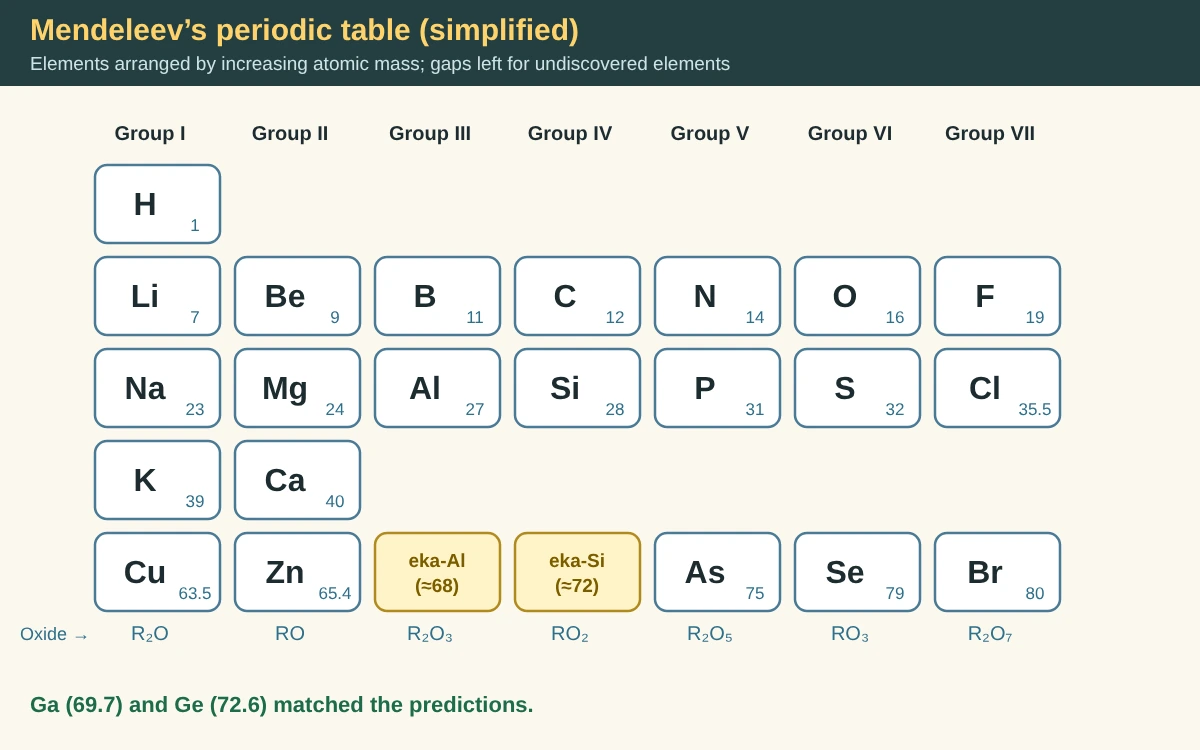 Mendeleev’s periodic table (simplified)
Elements arranged by increasing atomic mass; gaps left for undiscovered elements
Group I Group II Group III Group IV Group V Group VI Group VII
H 1
Li 7 Be 9 B 11 C 12 N 14 O 16 F 19
Na 23 Mg 24 Al 27 Si 28 P 31 S 32 Cl 35.5
K 39 Ca 40
Cu 63.5 Zn 65.4 eka-Al (≈68) eka-Si (≈72) As 75 Se 79 Br 80
Oxide → R₂O RO R₂O₃ RO₂ R₂O₅ RO₃ R₂O₇
Ga (69.7) and Ge (72.6) matched the predictions.